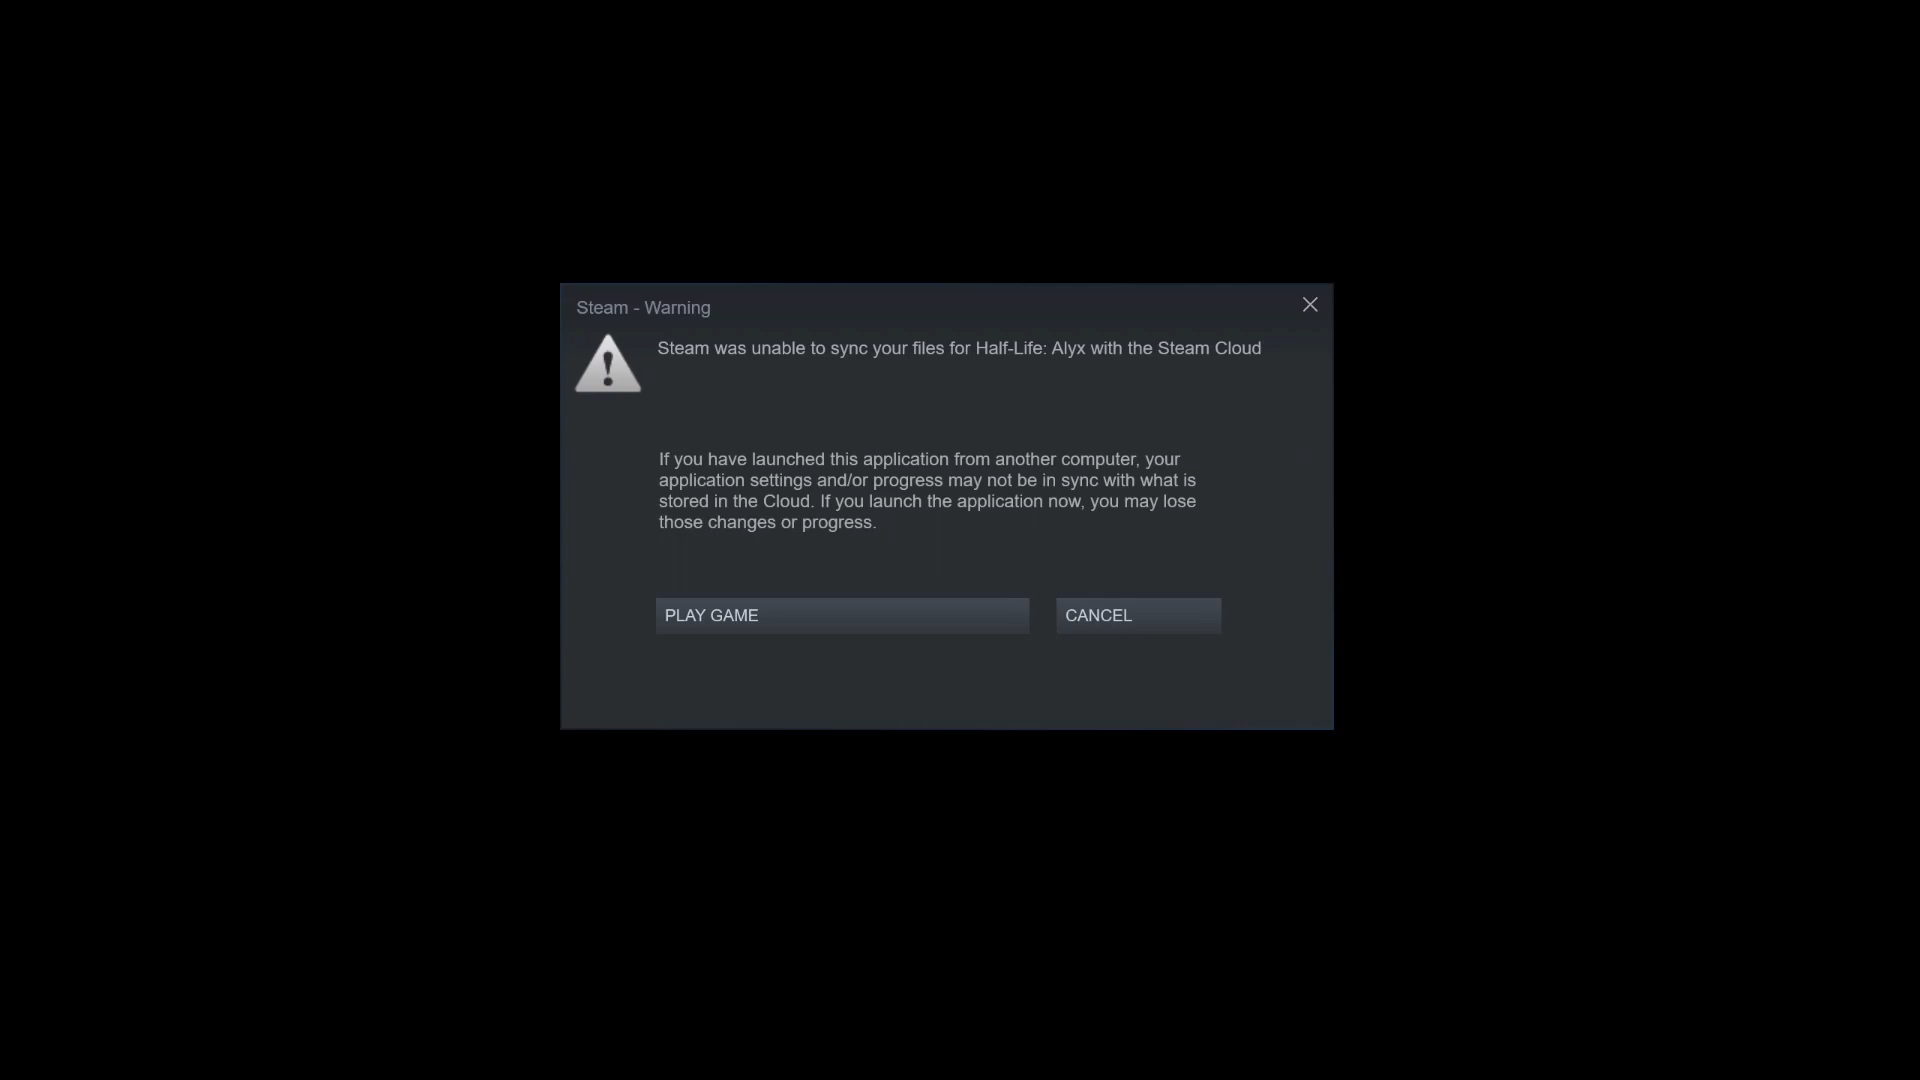 Steam - Warning
Steam was unable to sync your files for Half-Life: Alyx with the Steam Cloud
If you have launched this application from another computer, your
application settings and/or progress may not be in sync with what is
stored in the Cloud. If you launch the application now, you may lose
those changes or progress.
PLAY GAME
CANCEL